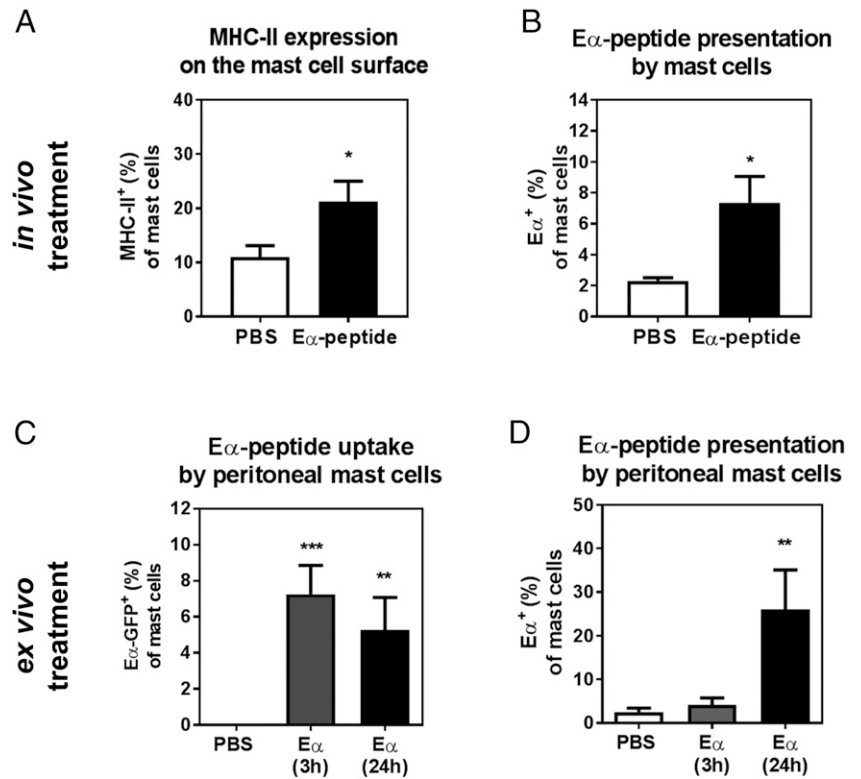 A
MHC-II expression
on the mast cell surface
in vivo
treatment
MHC-II⁺ (%)
of mast cells
40
30
20
10
0
*
PBS Eα-peptide
B
Eα-peptide presentation
by mast cells
Eα⁺ (%)
of mast cells
14
12
10
8
6
4
2
0
*
PBS Eα-peptide
C
Eα-peptide uptake
by peritoneal mast cells
ex vivo
treatment
Eα-GFP⁺ (%)
of mast cells
12
10
8
6
4
2
0
***
**
PBS Eα Eα
(3h) (24h)
D
Eα-peptide presentation
by peritoneal mast cells
Eα⁺ (%)
of mast cells
50
40
30
20
10
0
**
PBS Eα Eα
(3h) (24h)